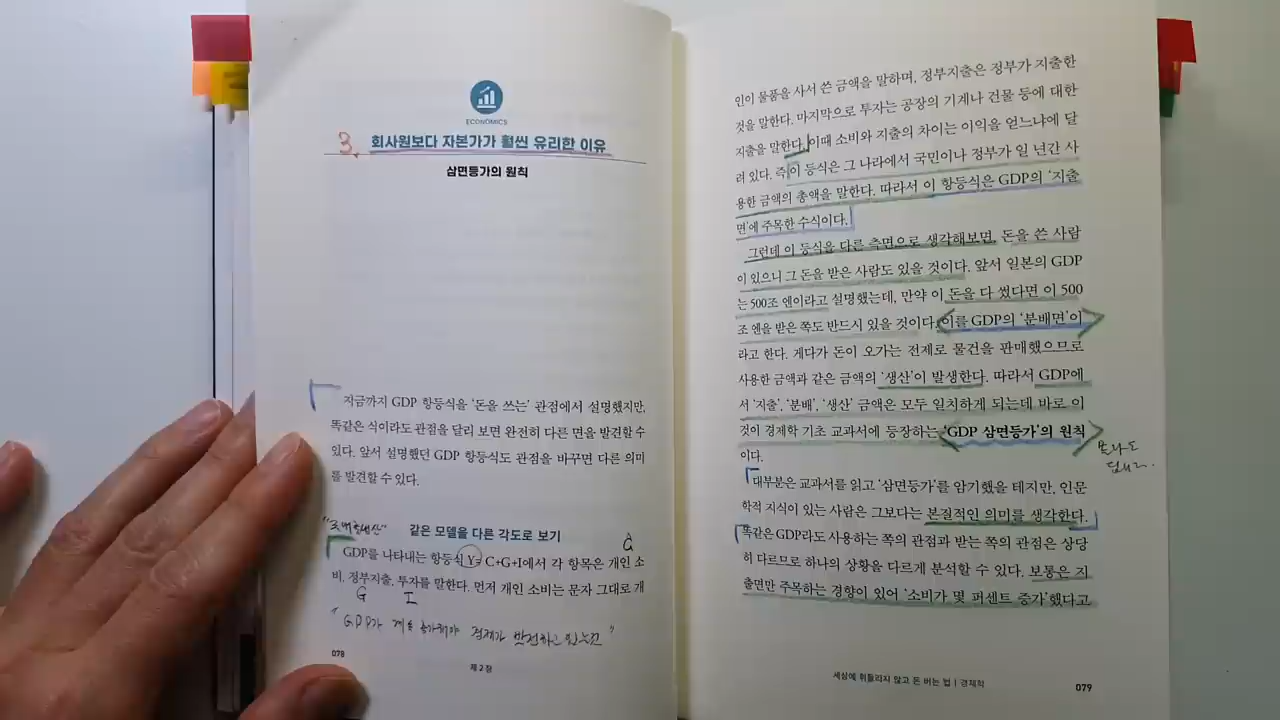 ECONOMICS
3. 회사원보다 자본가가 훨씬 유리한 이유
삼면등가의 원칙
지금까지 GDP 항등식을 '돈을 쓰는' 관점에서 설명했지만,
똑같은 식이라도 관점을 달리 보면 완전히 다른 면을 발견할 수
있다. 앞서 설명했던 GDP 항등식도 관점을 바꾸면 다른 의미
를 발견할 수 있다.
같은 모델을 다른 각도로 보기
G
GDP를 나타내는 항등식 Y=C+G+I에서 각 항목은 개인 소
비, 정부지출, 투자를 말한다. 먼저 개인 소비는 문자 그대로 개
G I
"GDP가 계속 증가해야 경제가 발전하고 있는것"
078
제2장
인이 물품을 사서 쓴 금액을 말하며, 정부지출은 정부가 지출한
것을 말한다. 마지막으로 투자는 공장의 기계나 건물 등에 대한
지출을 말한다. 이때 소비와 지출의 차이는 이익을 얻느냐에 달
려 있다. 즉 이 등식은 그 나라에서 국민이나 정부가 일 년간 사
용한 금액의 총액을 말한다. 따라서 이 항등식은 GDP의 '지출
면'에 주목한 수식이다.
그런데 이 등식을 다른 측면으로 생각해보면, 돈을 쓴 사람
이 있으니 그 돈을 받은 사람도 있을 것이다. 앞서 일본의 GDP
는 500조 엔이라고 설명했는데, 만약 이 돈을 다 썼다면 이 500
조 엔을 받은 쪽도 반드시 있을 것이다. 이를 GDP의 '분배면'이
라고 한다. 게다가 돈이 오가는 전제로 물건을 판매했으므로
사용한 금액과 같은 금액의 '생산'이 발생한다. 따라서 GDP에
서 '지출', '분배', '생산' 금액은 모두 일치하게 되는데 바로 이
것이 경제학 기초 교과서에 등장하는 'GDP 삼면등가'의 원칙
이다.
대부분은 교과서를 읽고 '삼면등가'를 암기했을 테지만, 인문
학적 지식이 있는 사람은 그보다는 본질적인 의미를 생각한다.
똑같은 GDP라도 사용하는 쪽의 관점과 받는 쪽의 관점은 상당
히 다르므로 하나의 상황을 다르게 분석할 수 있다. 보통은 지
출면만 주목하는 경향이 있어 '소비가 몇 퍼센트 증가'했다고
세상에 휘둘리지 않고 돈 버는 법 | 경제학
079